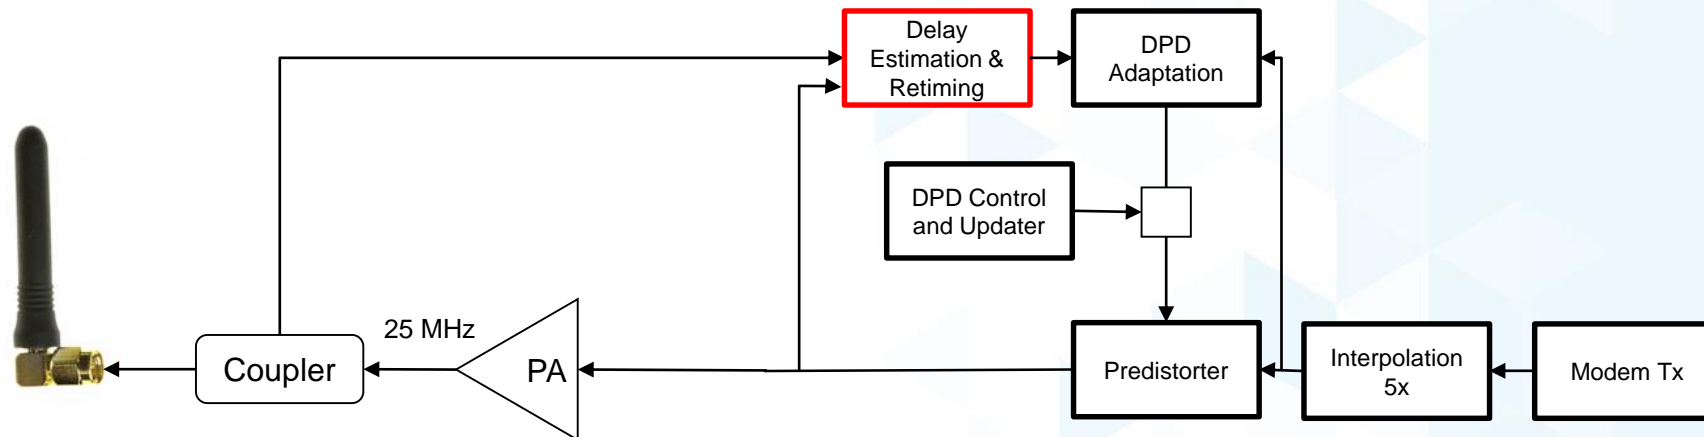 Delay
Estimation &
Retiming
DPD
Adaptation
DPD Control
and Updater
25 MHz
Coupler
PA
Predistorter
Interpolation
5x
Modem Tx